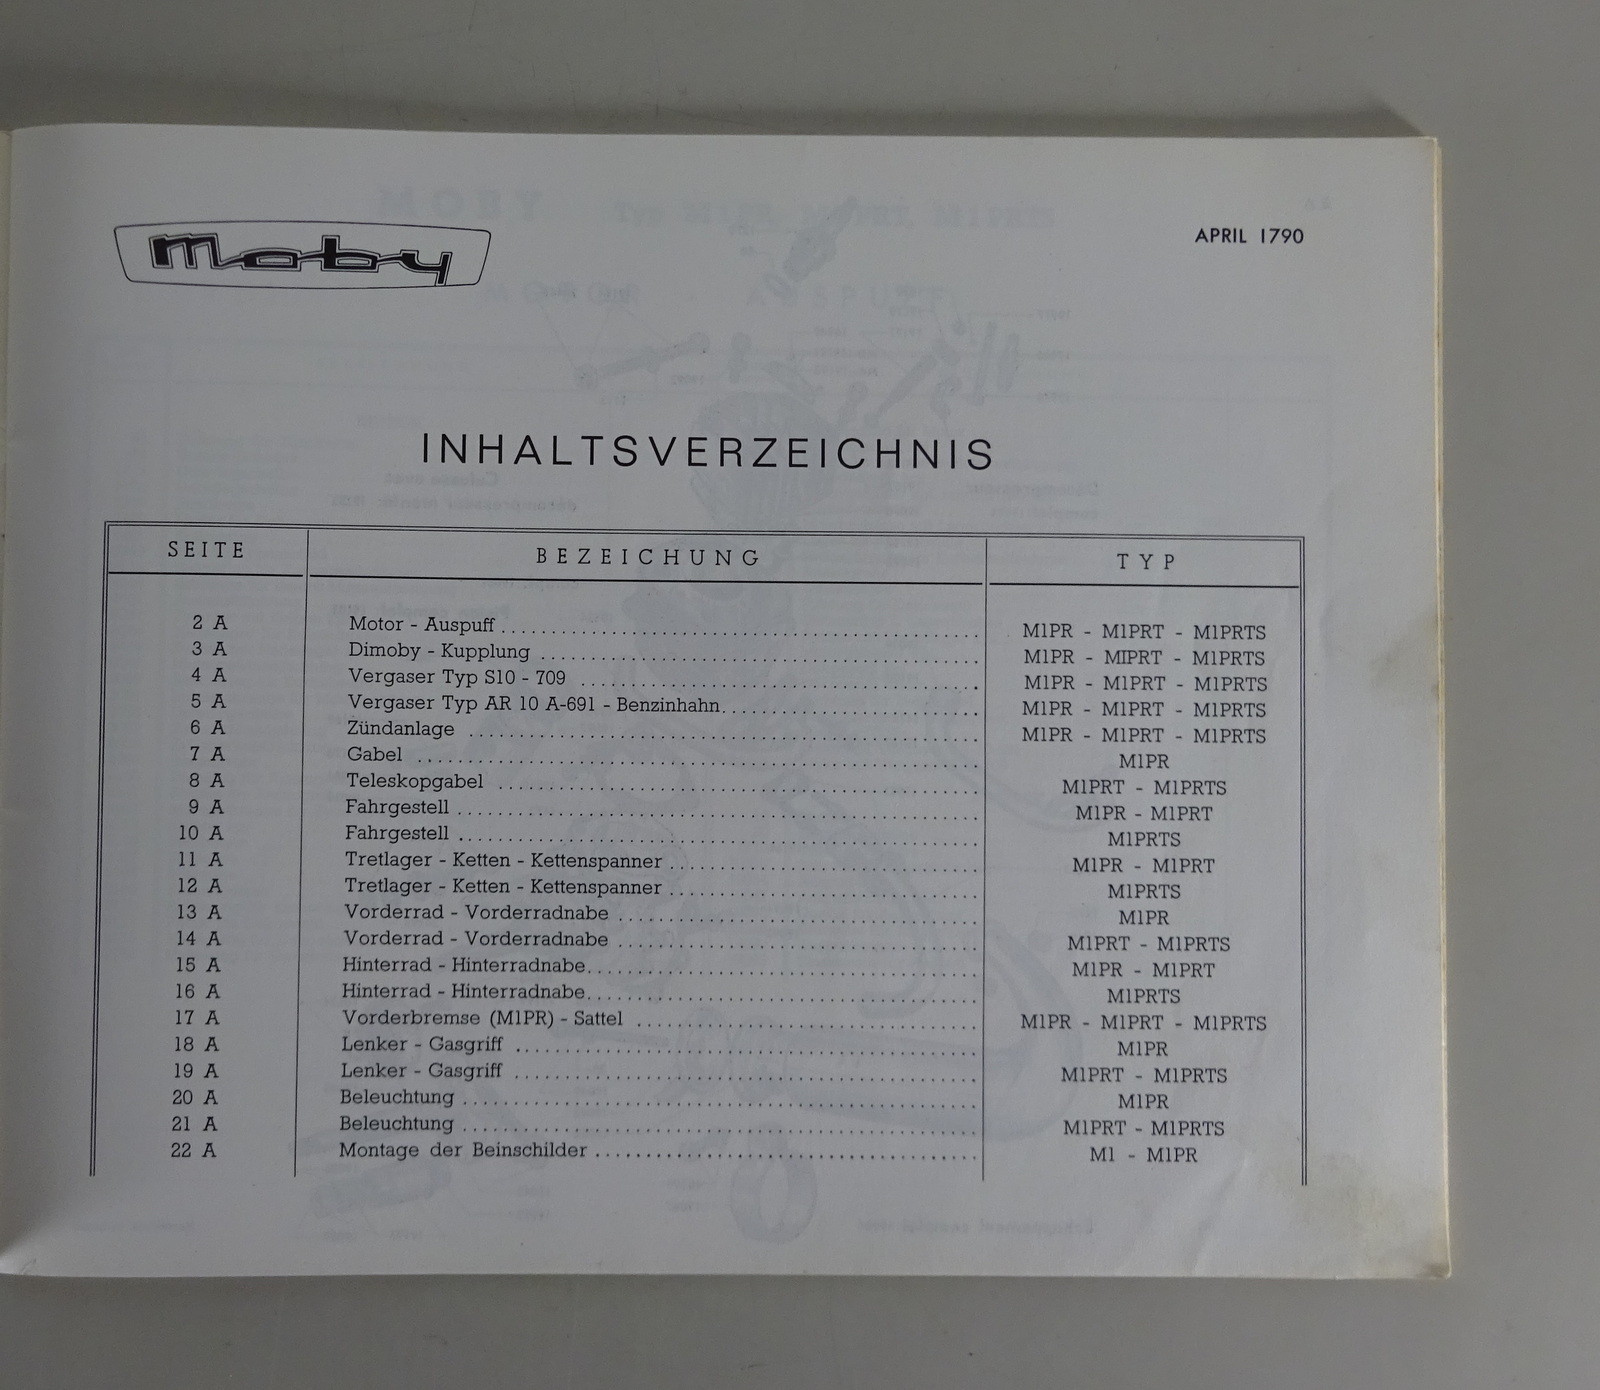 moby
APRIL 1790
INHALTSVERZEICHNIS
SEITE BEZEICHUNG TYP
2 A Motor - Auspuff M1PR - M1PRT - M1PRTS
3 A Dimoby - Kupplung M1PR - MIPRT - M1PRTS
4 A Vergaser Typ S10 - 709 M1PR - M1PRT - M1PRTS
5 A Vergaser Typ AR 10 A-691 - Benzinhahn M1PR - M1PRT - M1PRTS
6 A Zündanlage M1PR - M1PRT - M1PRTS
7 A Gabel M1PR
8 A Teleskopgabel M1PRT - M1PRTS
9 A Fahrgestell M1PR - M1PRT
10 A Fahrgestell M1PRTS
11 A Tretlager - Ketten - Kettenspanner M1PR - M1PRT
12 A Tretlager - Ketten - Kettenspanner M1PRTS
13 A Vorderrad - Vorderradnabe M1PR
14 A Vorderrad - Vorderradnabe M1PRT - M1PRTS
15 A Hinterrad - Hinterradnabe M1PR - M1PRT
16 A Hinterrad - Hinterradnabe M1PRTS
17 A Vorderbremse (M1PR) - Sattel M1PR - M1PRT - M1PRTS
18 A Lenker - Gasgriff M1PR
19 A Lenker - Gasgriff M1PRT - M1PRTS
20 A Beleuchtung M1PR
21 A Beleuchtung M1PRT - M1PRTS
22 A Montage der Beinschilder M1 - M1PR